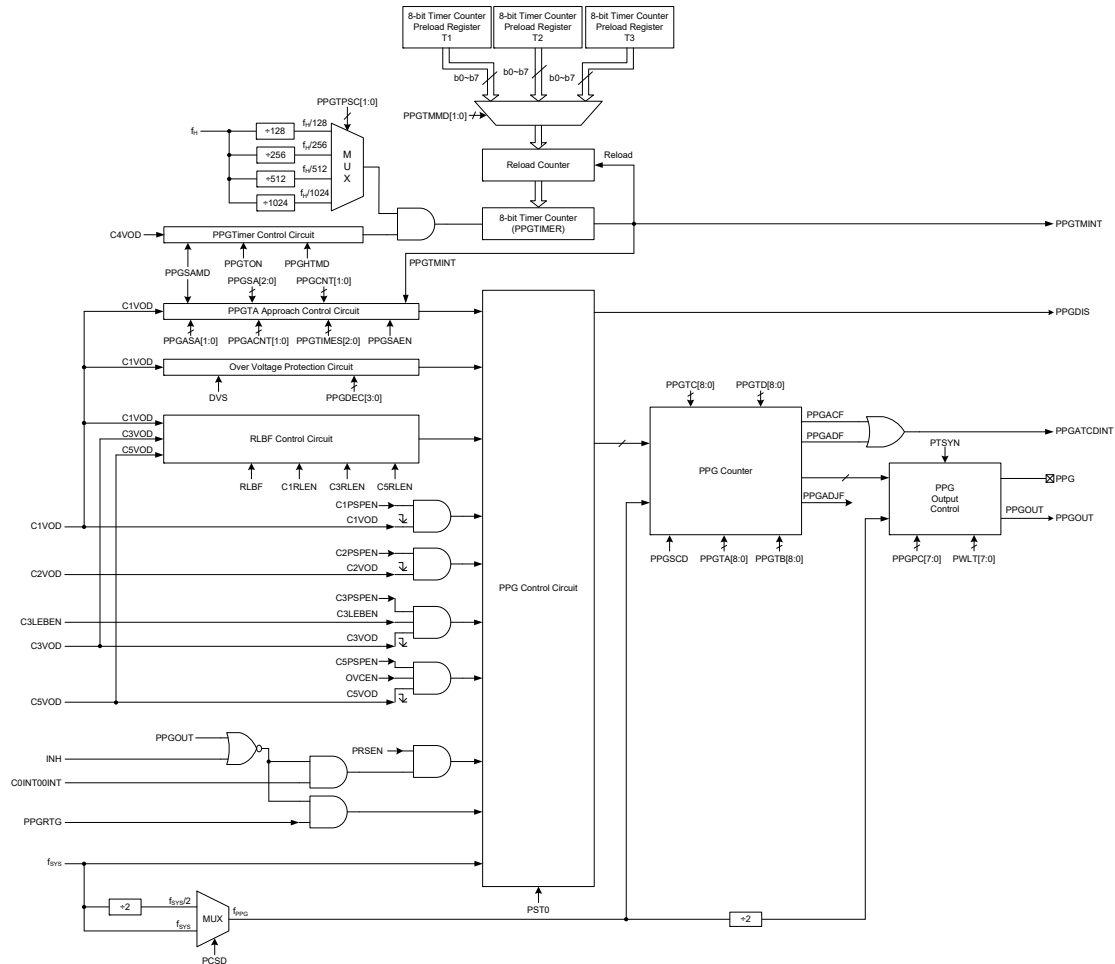 8-bit Timer Counter
Preload Register
T1
8-bit Timer Counter
Preload Register
T2
8-bit Timer Counter
Preload Register
T3
b0~b7
b0~b7
b0~b7
PPGTMMD[1:0]
PPGTPSC[1:0]
fH
÷128
fH/128
÷256
fH/256
÷512
fH/512
÷1024
fH/1024
M
U
X
Reload Counter
Reload
8-bit Timer Counter
(PPGTIMER)
PPGTMINT
C4VOD
PPGTimer Control Circuit
PPGSAMD
PPGTON
PPGHTMD
PPGTMINT
PPGSA[2:0]
PPGCNT[1:0]
C1VOD
PPGTA Approach Control Circuit
PPGDIS
PPGASA[1:0]
PPGACNT[1:0]
PPGTIMES[2:0]
PPGSAEN
C1VOD
Over Voltage Protection Circuit
DVS
PPGDEC[3:0]
C1VOD
C3VOD
C5VOD
RLBF Control Circuit
RLBF
C1RLEN
C3RLEN
C5RLEN
PPGTC[8:0]
PPGTD[8:0]
PPG Counter
PPGACF
PPGADF
PPGATCDINT
PTSYN
PPGADJF
PPG
Output
Control
PPG
PPGOUT
PPGOUT
PPGSCD
PPGTA[8:0]
PPGTB[8:0]
PPGPC[7:0]
PWLT[7:0]
C1PSPEN
C1VOD
C1VOD
C2PSPEN
C2VOD
C2VOD
PPG Control Circuit
C3PSPEN
C3LEBEN
C3LEBEN
C3VOD
C3VOD
C5PSPEN
OVCEN
C5VOD
C5VOD
PPGOUT
INH
PRSEN
C0INT00INT
PPGRTG
fSYS
÷2
fSYS/2
fSYS
MUX
fPPG
PCSD
PST0
÷2